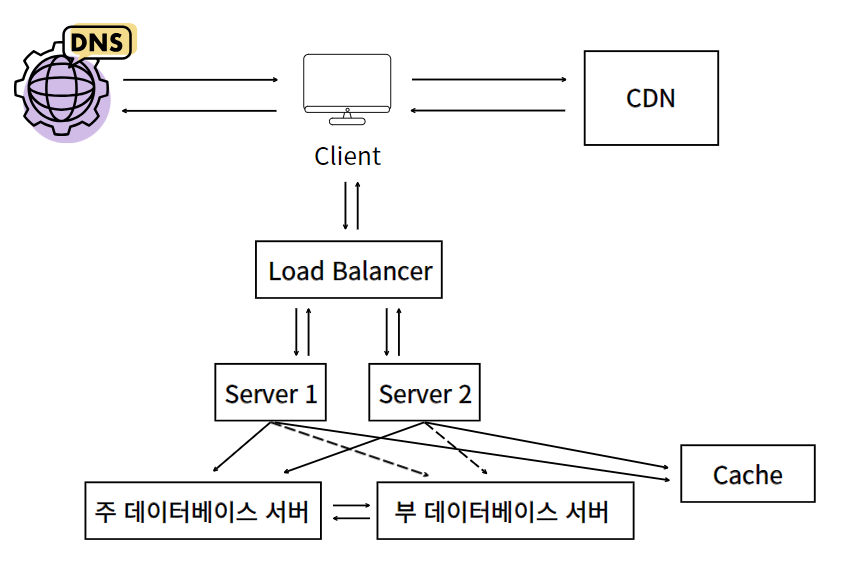 DNS
CDN
Client
Load Balancer
Server 1
Server 2
Cache
주 데이터베이스 서버
부 데이터베이스 서버